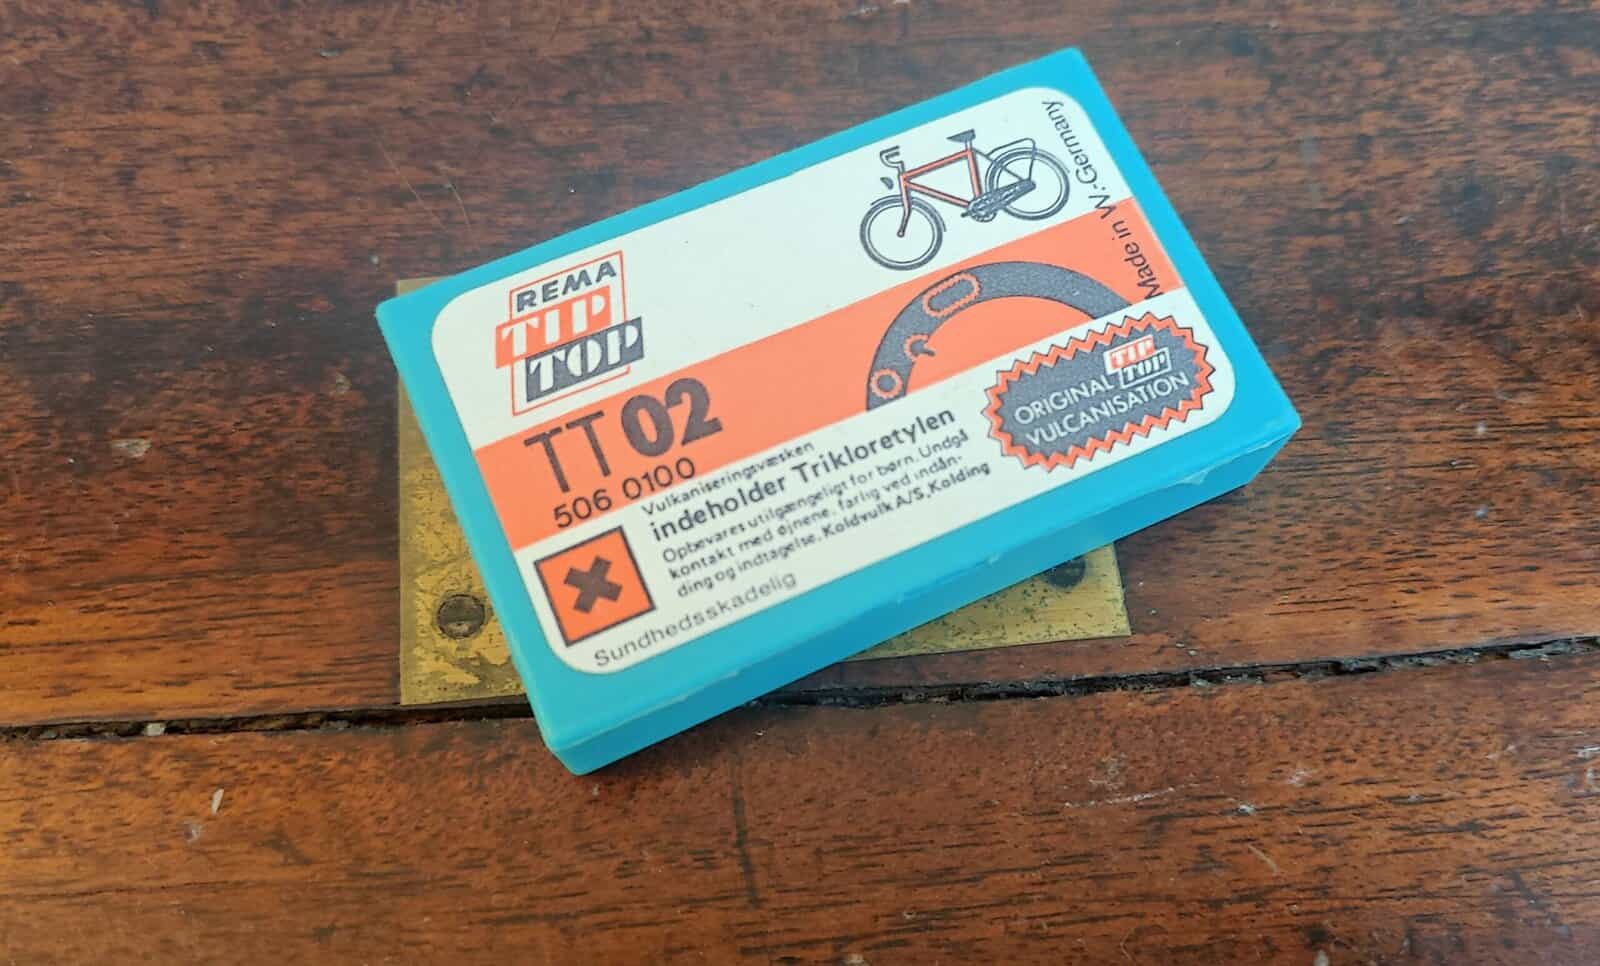 REMA
TIP
TOP
TT 02
506 0100
Made in W.-Germany
TIP
TOP
ORIGINAL
VULCANISATION
Vulkaniseringsvæsken
indeholder Trikloretylen
Opbevares utilgængeligt for børn. Undgå
kontakt med øjnene, farlig ved indån-
ding og indtagelse. Koldvulk A/S, Kolding
Sundhedsskadelig